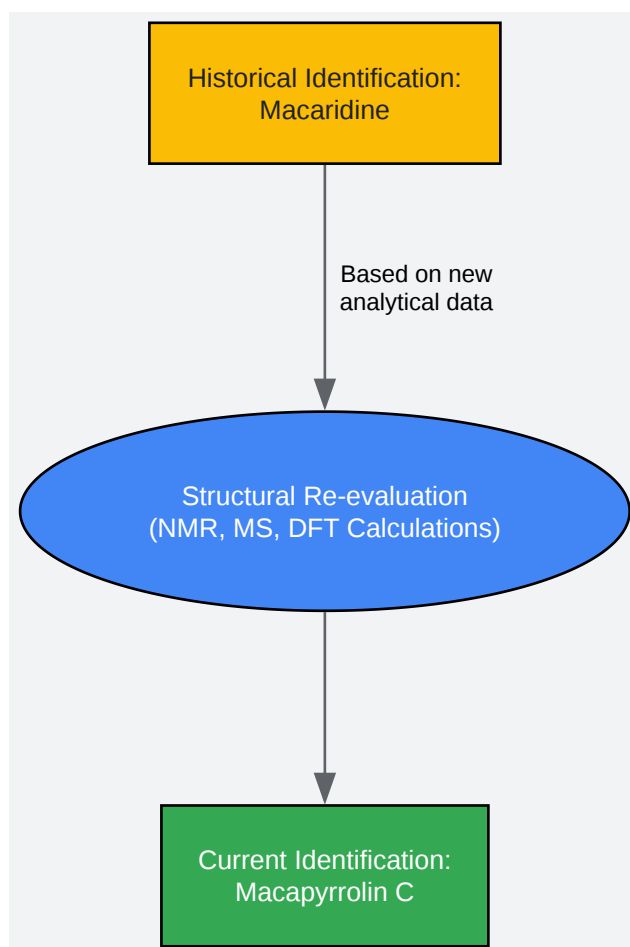 Historical Identification:
Macaridine
Based on new
analytical data
Structural Re-evaluation
(NMR, MS, DFT Calculations)
Current Identification:
Macapyrrolin C